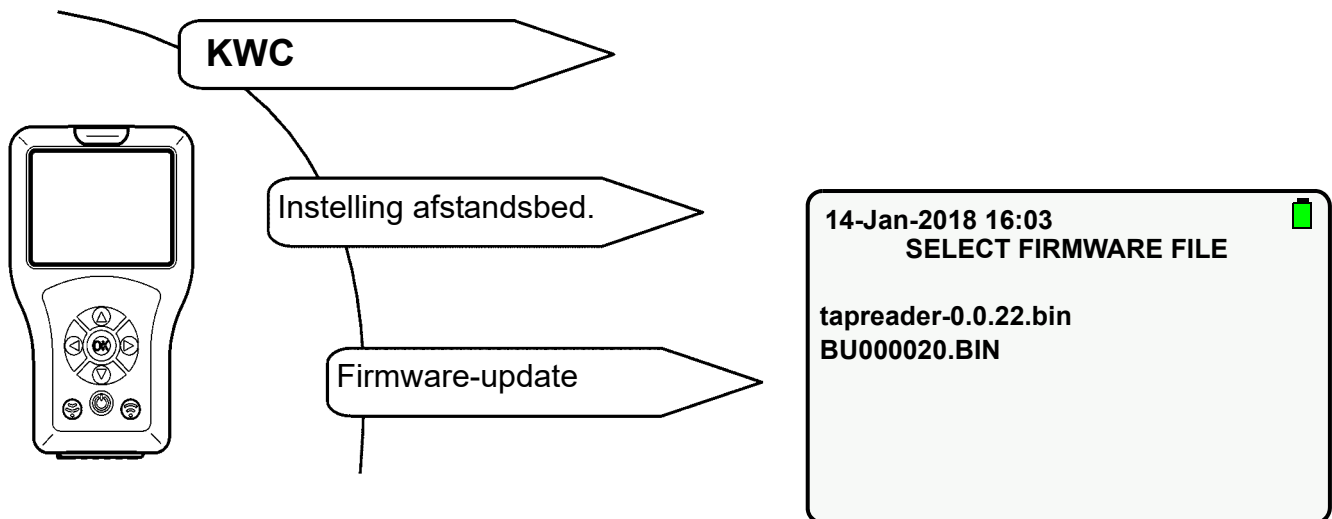 KWC
Instelling afstandsbed.
Firmware-update
OK
14-Jan-2018 16:03
SELECT FIRMWARE FILE
tapreader-0.0.22.bin
BU000020.BIN